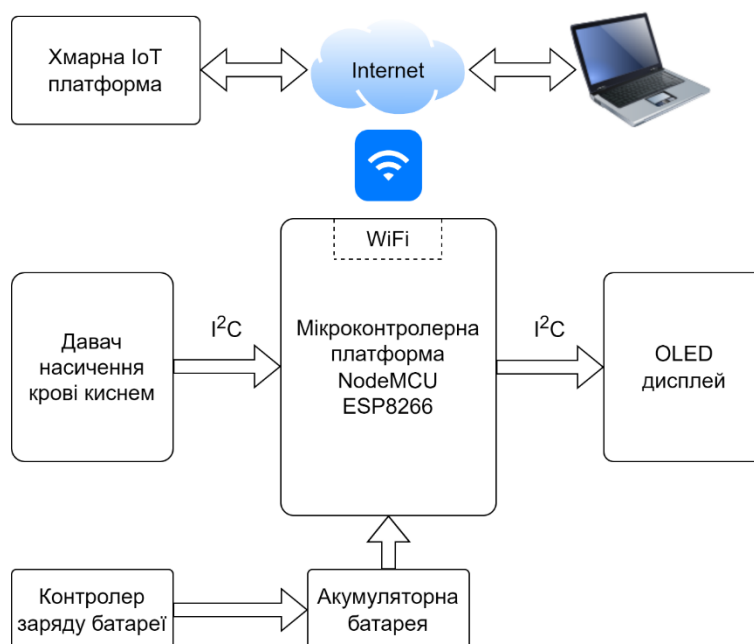 Хмарна IoT
платформа
Internet
WiFi
Давач
насичення
крові киснем
I²C
Мікроконтролерна
платформа
NodeMCU
ESP8266
I²C
OLED
дисплей
Контролер
заряду батареї
Акумуляторна
батарея